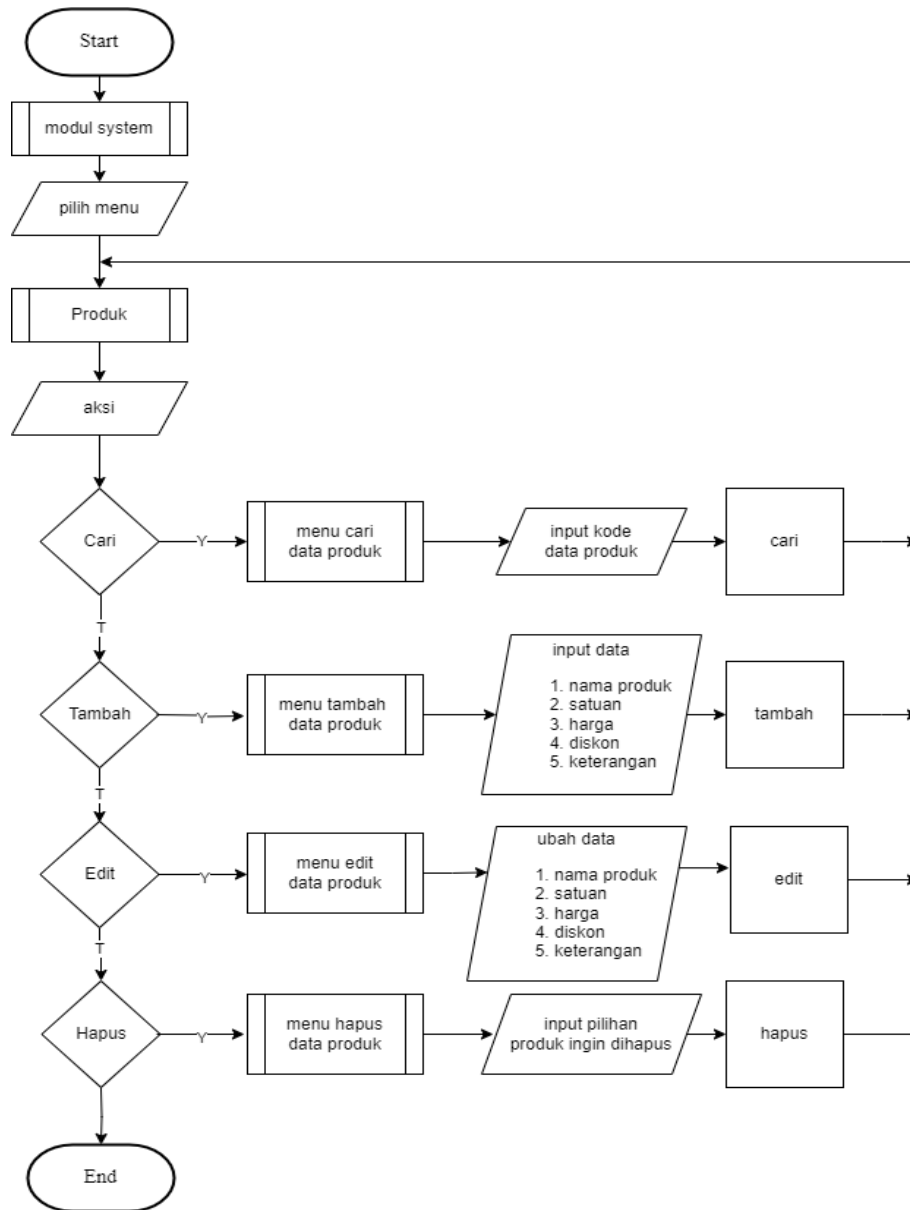 Start
modul system
pilih menu
Produk
aksi
Cari
Y
menu cari
data produk
input kode
data produk
cari
T
Tambah
Y
menu tambah
data produk
input data
1. nama produk
2. satuan
3. harga
4. diskon
5. keterangan
tambah
T
Edit
Y
menu edit
data produk
ubah data
1. nama produk
2. satuan
3. harga
4. diskon
5. keterangan
edit
T
Hapus
Y
menu hapus
data produk
input pilihan
produk ingin dihapus
hapus
End